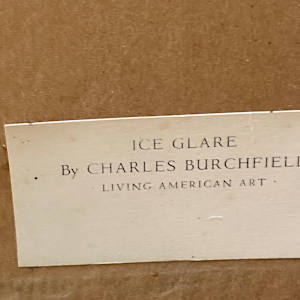 ICE GLARE
By CHARLES BURCHFIELD
· LIVING AMERICAN ART ·